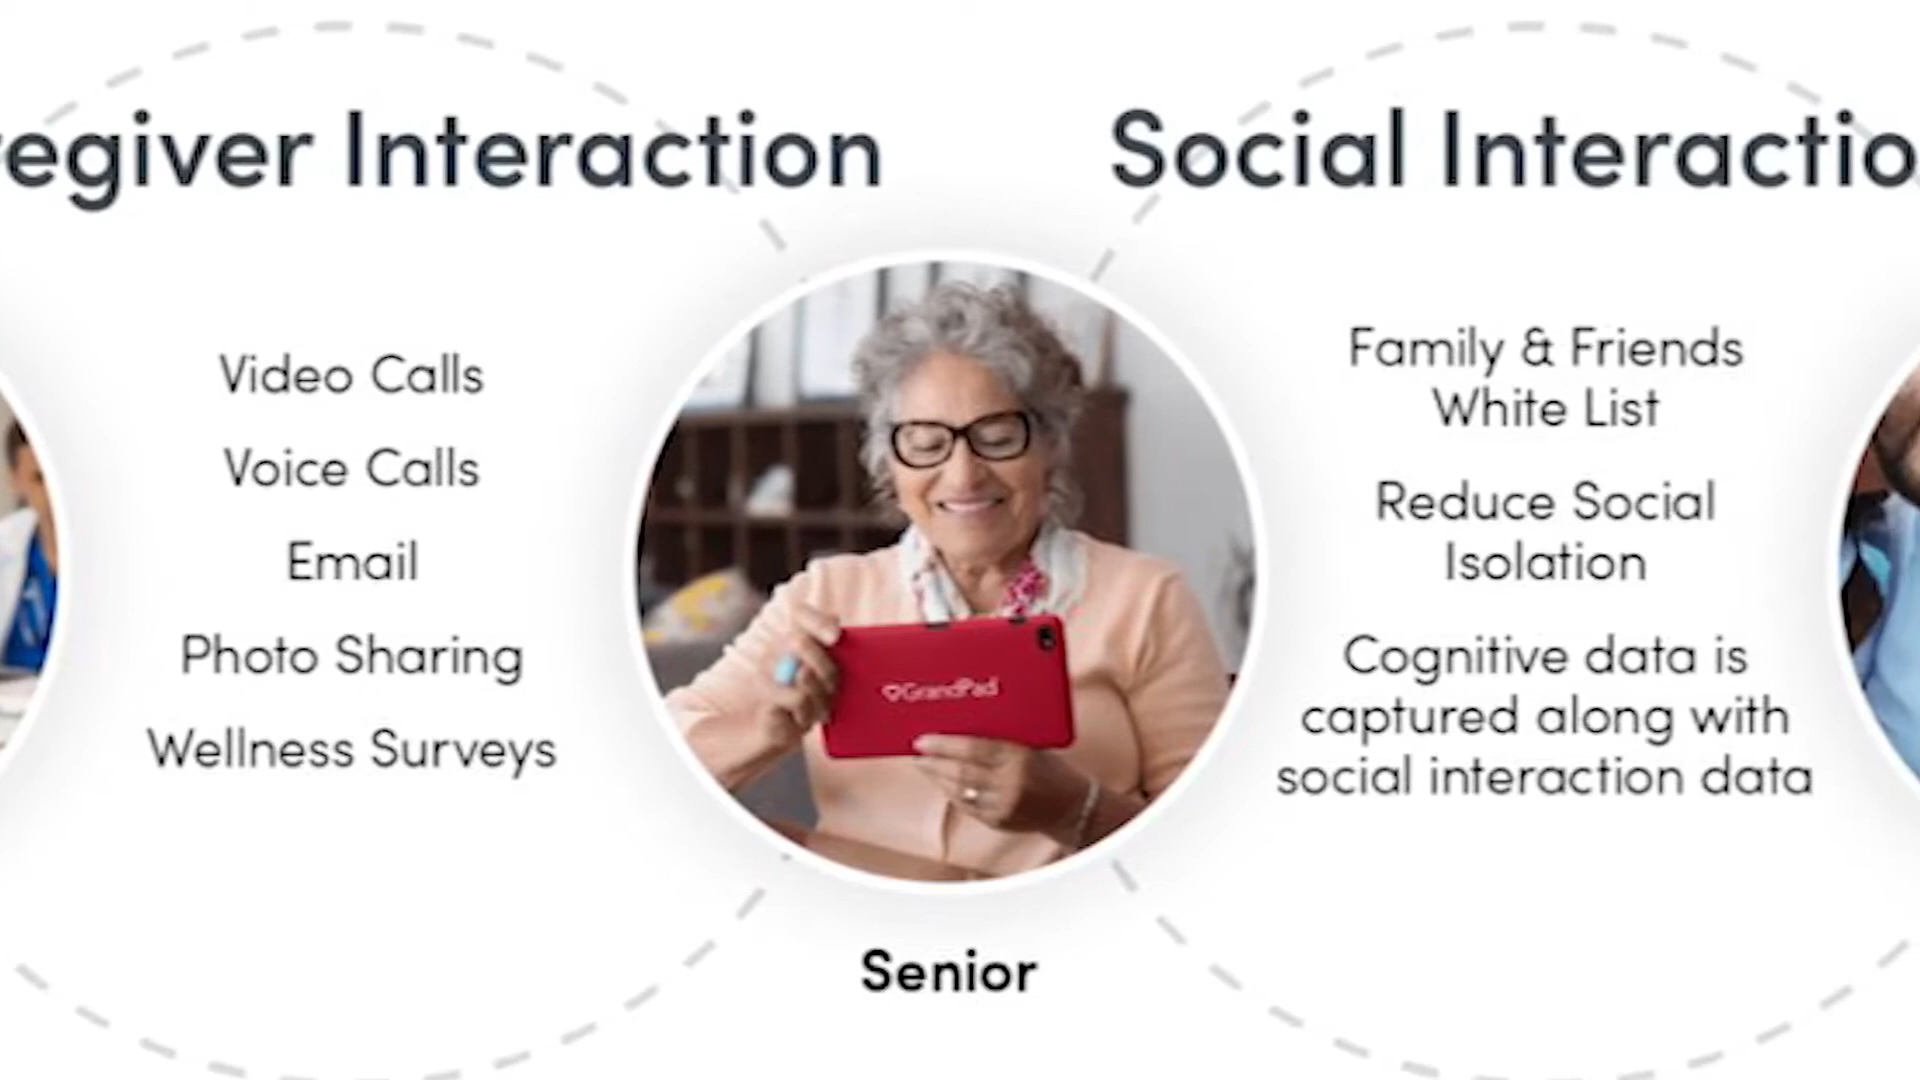 egiver Interaction
Social Interactio
Video Calls
Voice Calls
Email
Photo Sharing
Wellness Surveys
Family & Friends
White List
Reduce Social
Isolation
Cognitive data is
captured along with
social interaction data
GrandPad
Senior